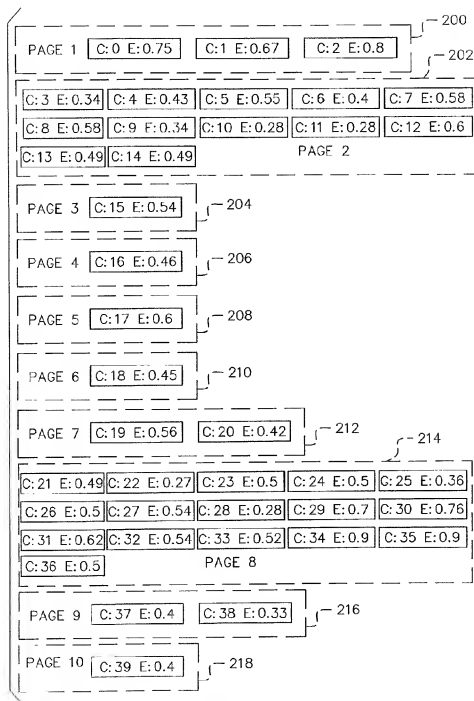 200
PAGE 1 C:0 E:0.75 C:1 E:0.67 C:2 E:0.8
202
C:3 E:0.34 C:4 E:0.43 C:5 E:0.55 C:6 E:0.4 C:7 E:0.58
C:8 E:0.58 C:9 F:0.34 C:10 E:0.28 C:11 E:0.28 C:12 E:0.6
C:13 E:0.49 C:14 E:0.49 PAGE 2
PAGE 3 C:15 E:0.54 204
PAGE 4 C:16 E:0.46 206
PAGE 5 C:17 E:0.6 208
PAGE 6 C:18 E:0.45 210
PAGE 7 C:19 E:0.56 C:20 E:0.42 212
214
C:21 E:0.49 C:22 E:0.27 C:23 E:0.5 C:24 E:0.5 C:25 E:0.36
C:26 E:0.5 C:27 E:0.54 C:28 E:0.28 C:29 E:0.7 C:30 E:0.76
C:31 E:0.62 C:32 E:0.54 C:33 E:0.52 C:34 E:0.9 C:35 E:0.9
C:36 E:0.5 PAGE 8
PAGE 9 C:37 E:0.4 C:38 E:0.33 216
PAGE 10 C:39 E:0.4 218